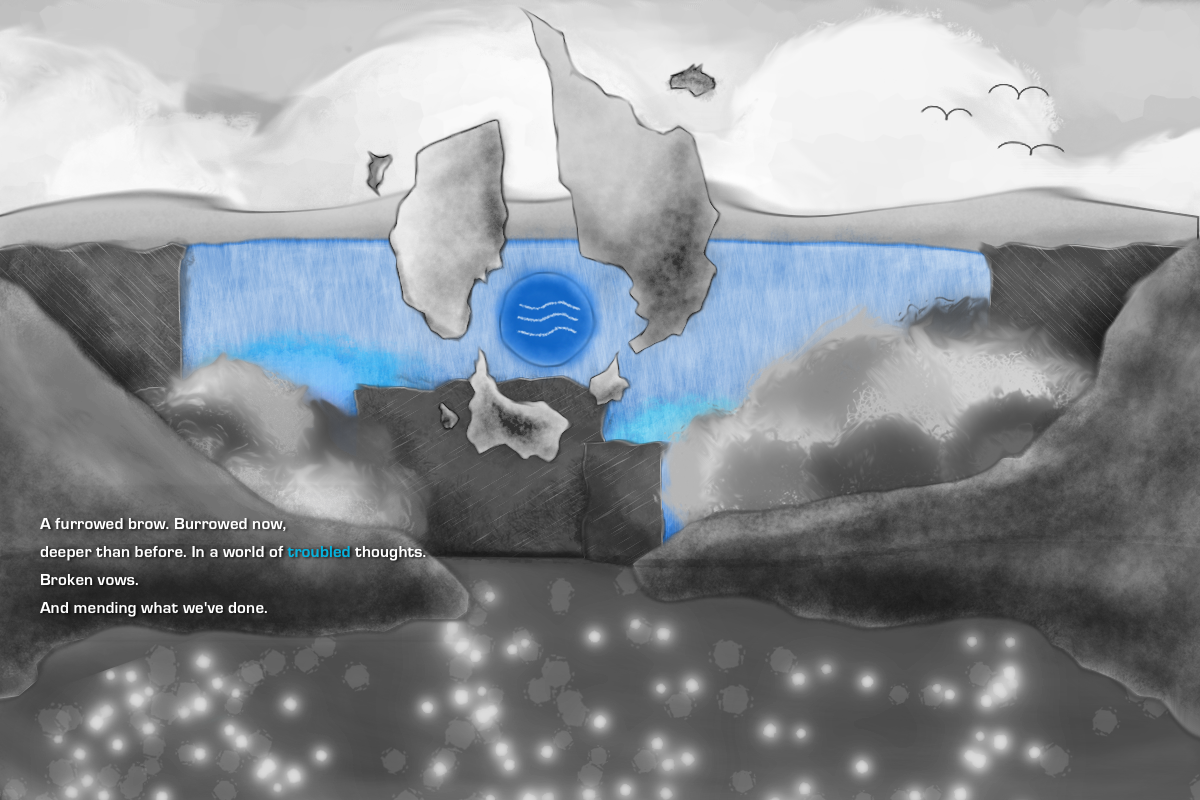 A furrowed brow. Burrowed now,
deeper than before. In a world of troubled thoughts.
Broken vows.
And mending what we've done.